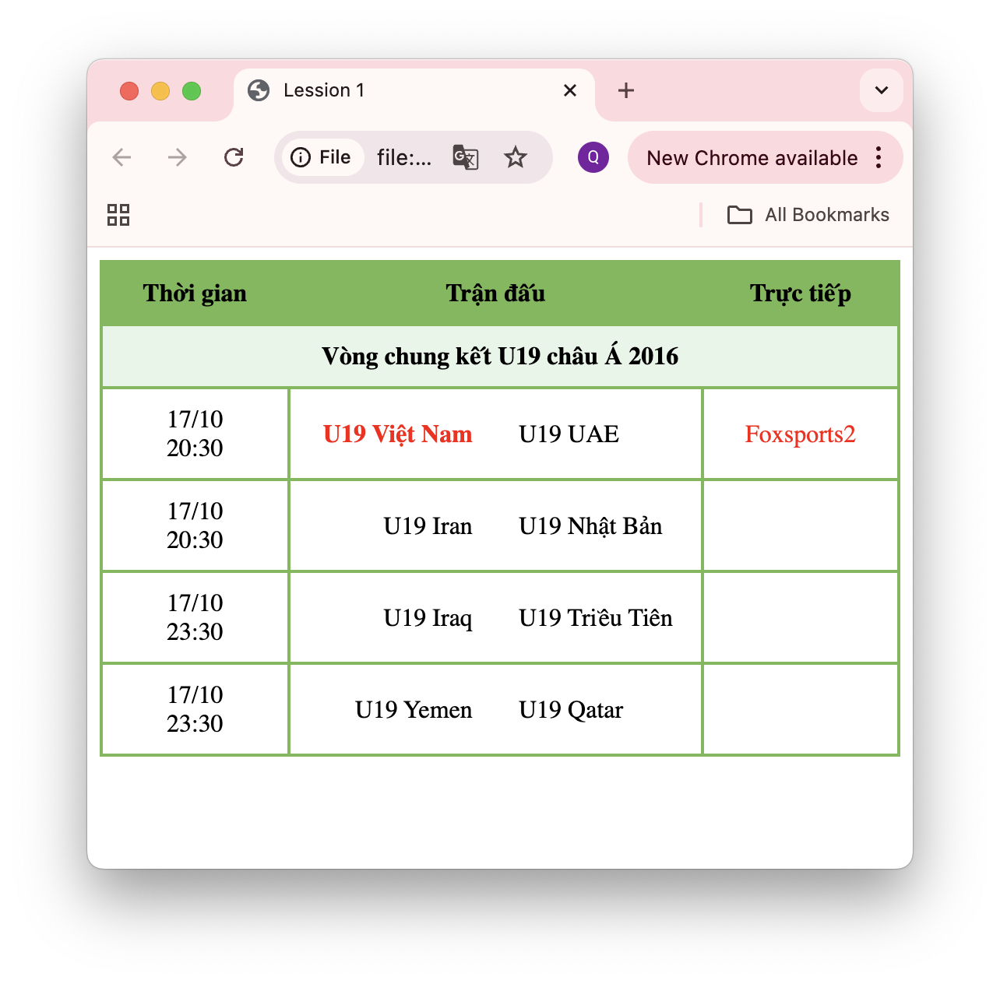 Lession 1
File file:... Q New Chrome available
All Bookmarks
Thời gian Trận đấu Trực tiếp
Vòng chung kết U19 châu Á 2016
17/10
20:30
U19 Việt Nam U19 UAE Foxsports2
17/10
20:30
U19 Iran U19 Nhật Bản
17/10
23:30
U19 Iraq U19 Triều Tiên
17/10
23:30
U19 Yemen U19 Qatar